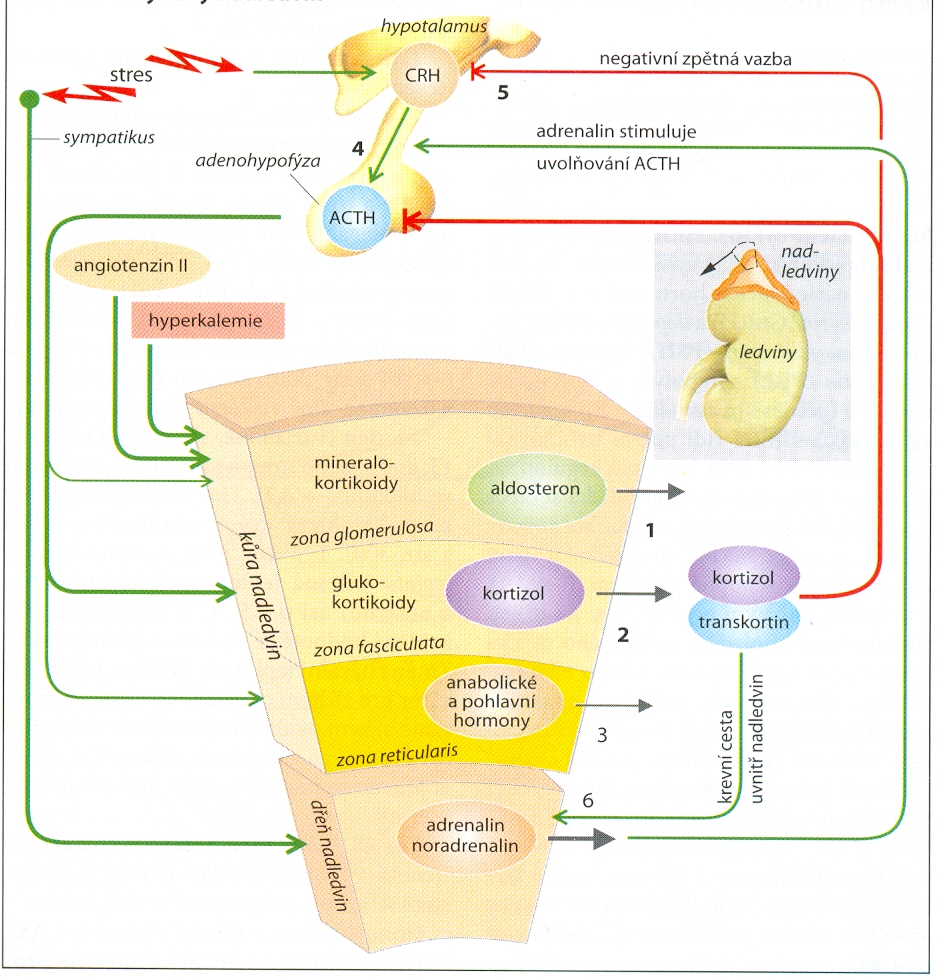 hypotalamus
negativní zpětná vazba
stres
CRH
5
sympatikus
4
adrenalin stimuluje
uvolňování ACTH
adenohypofýza
ACTH
angiotenzin II
nad-
ledviny
hyperkalemie
ledviny
mineralo-
kortikoidy
aldosteron
zona glomerulosa
1
kůra nadledvin
gluko-
kortikoidy
kortizol
kortizol
transkortin
zona fasciculata
2
anabolické
a pohlavní
hormony
3
zona reticularis
krevní cesta
uvnitř nadledvin
6
dřeň nadledvin
adrenalin
noradrenalin